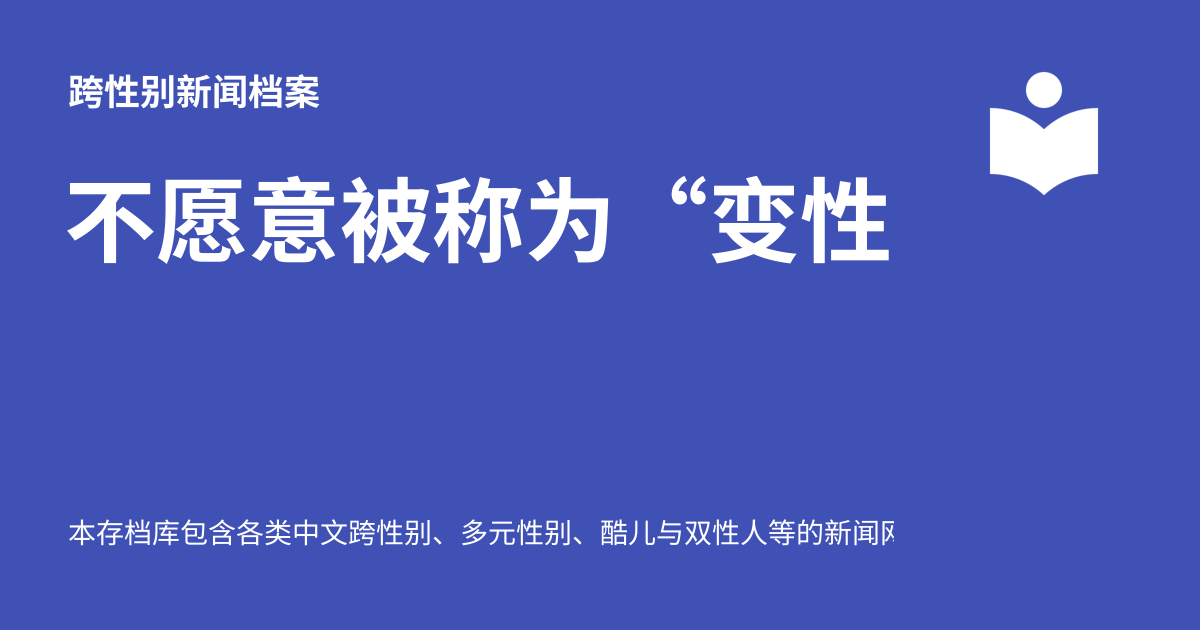 跨性别新闻档案
不愿意被称为“变性
本存档库包含各类中文跨性别、多元性别、酷儿与双性人等的新闻网